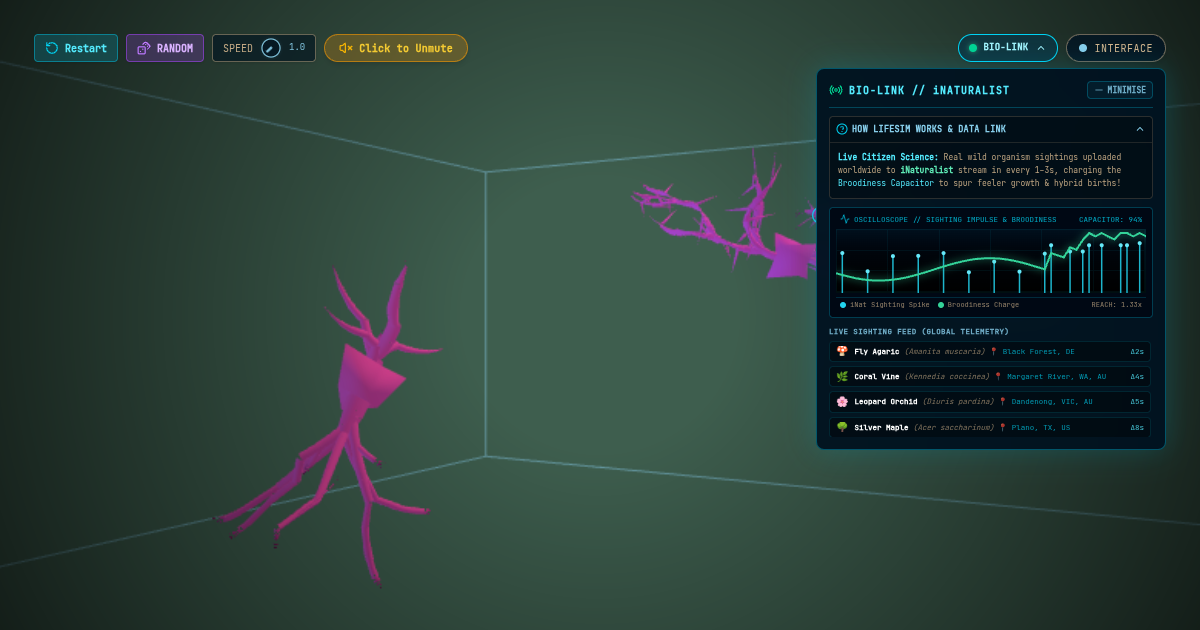 Restart
RANDOM
SPEED 1.0
Click to Unmute
BIO-LINK
INTERFACE
BIO-LINK // iNATURALIST
— MINIMISE
HOW LIFESIM WORKS & DATA LINK
Live Citizen Science: Real wild organism sightings uploaded
worldwide to iNaturalist stream in every 1-3s, charging the
Broodiness Capacitor to spur feeler growth & hybrid births!
OSCILLOSCOPE // SIGHTING IMPULSE & BROODINESS CAPACITOR: 94%
iNat Sighting Spike Broodiness Charge REACH: 1.33x
LIVE SIGHTING FEED (GLOBAL TELEMETRY)
Fly Agaric (Amanita muscaria) Black Forest, DE Δ2s
Coral Vine (Kennedia coccinea) Margaret River, WA, AU Δ4s
Leopard Orchid (Diuris pardina) Dandenong, VIC, AU Δ5s
Silver Maple (Acer saccharinum) Plano, TX, US Δ8s